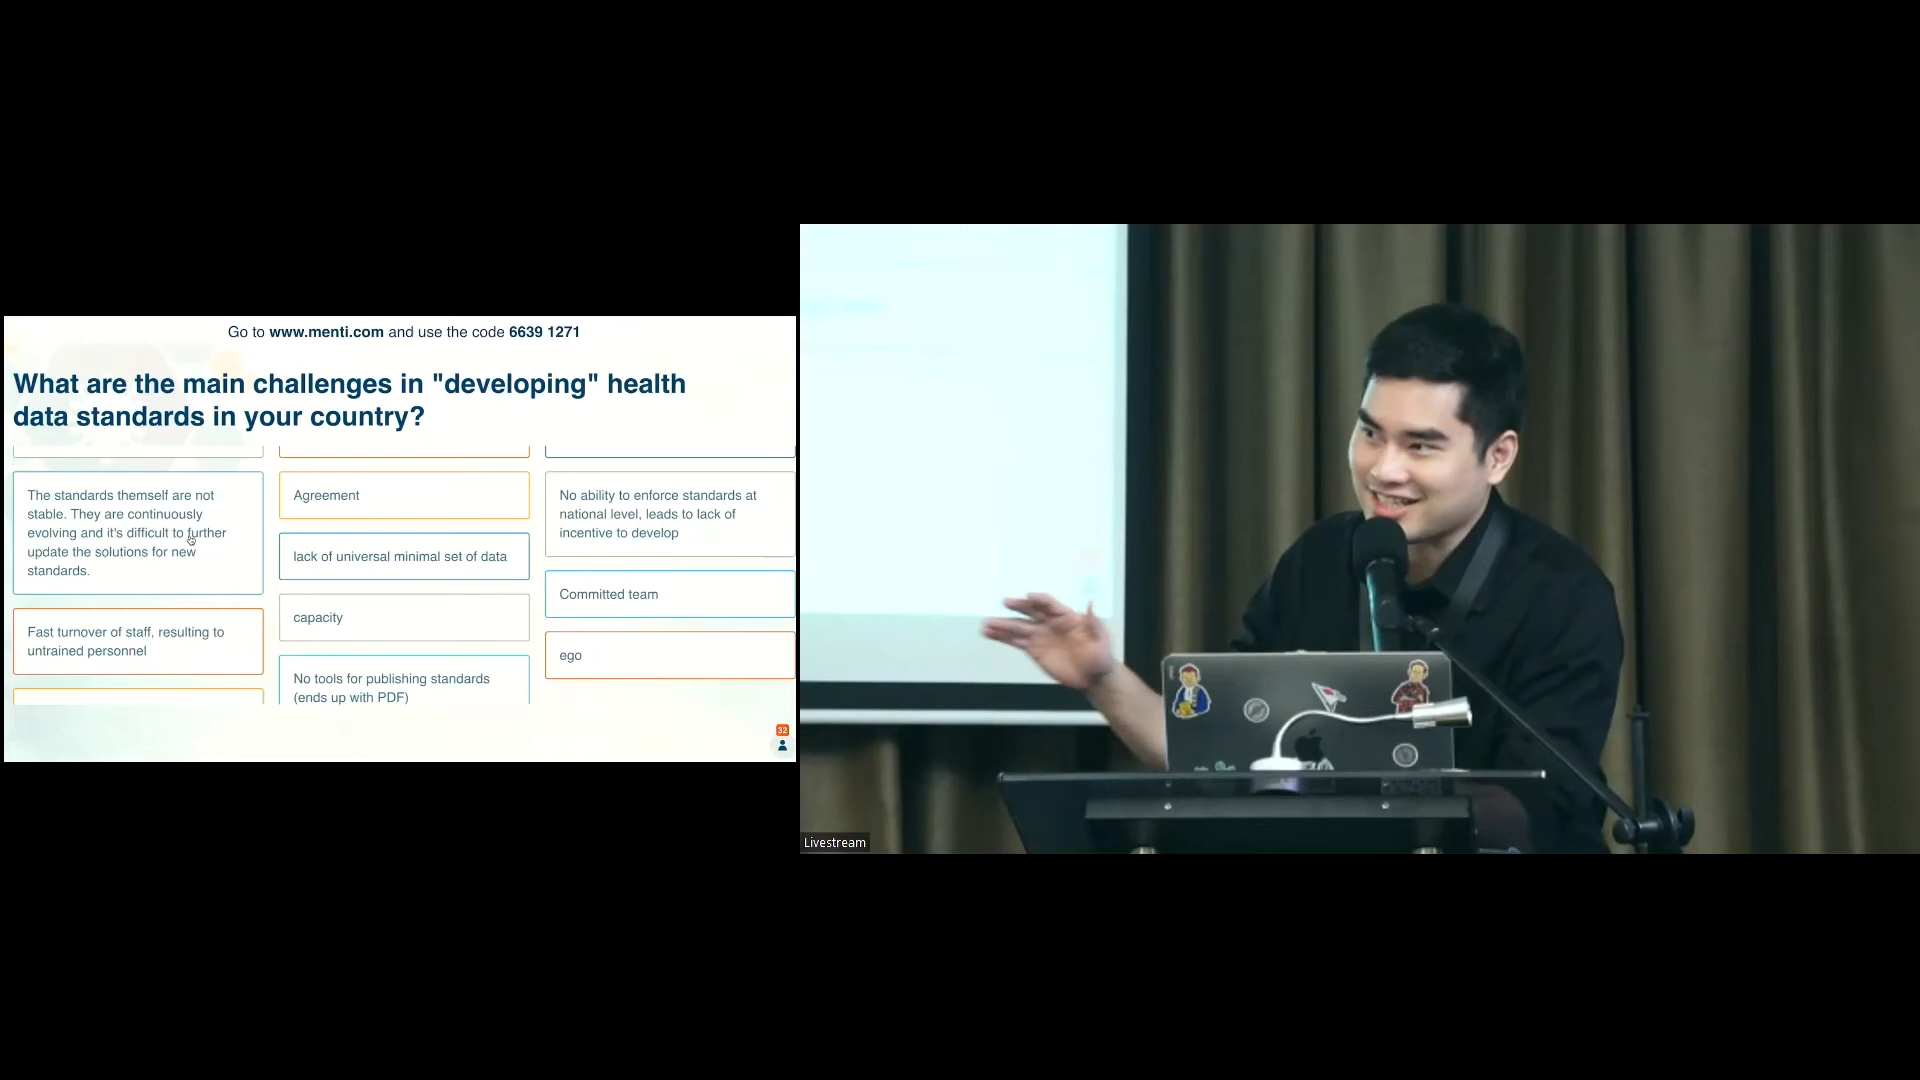 Go to www.menti.com and use the code 6639 1271
What are the main challenges in "developing" health
data standards in your country?
The standards themself are not
stable. They are continuously
evolving and it's difficult to further
update the solutions for new
standards.
Fast turnover of staff, resulting to
untrained personnel
Agreement
lack of universal minimal set of data
capacity
No tools for publishing standards
(ends up with PDF)
No ability to enforce standards at
national level, leads to lack of
incentive to develop
Committed team
ego
32
Livestream